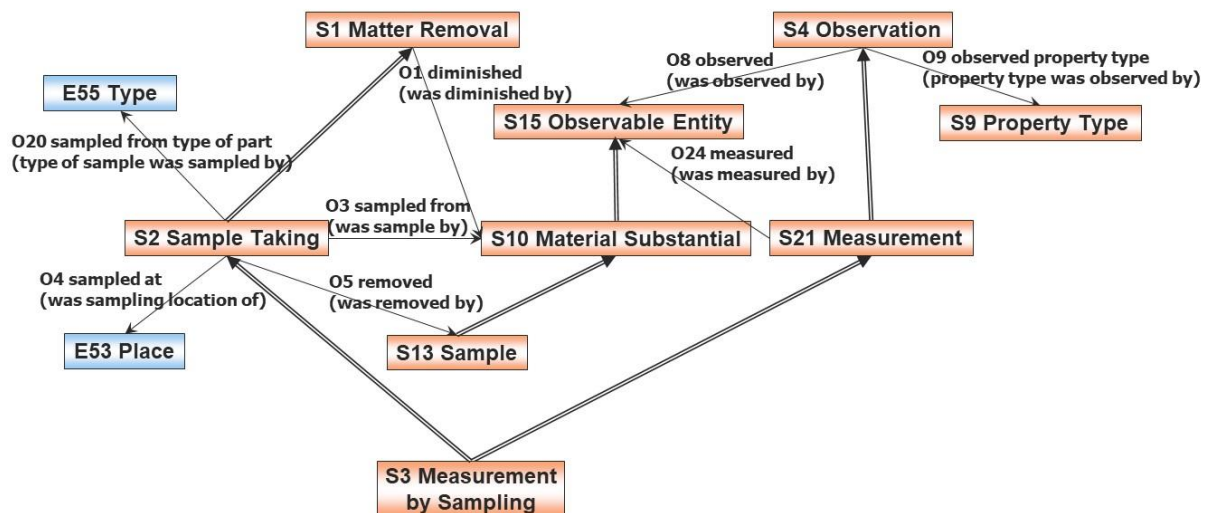 S1 Matter Removal
S4 Observation
O1 diminished
(was diminished by)
O8 observed
(was observed by)
O9 observed property type
(property type was observed by)
E55 Type
S15 Observable Entity
S9 Property Type
O20 sampled from type of part
(type of sample was sampled by)
O24 measured
(was measured by)
O3 sampled from
(was sample by)
S2 Sample Taking
S10 Material Substantial
S21 Measurement
O4 sampled at
(was sampling location of)
O5 removed
(was removed by)
E53 Place
S13 Sample
S3 Measurement
by Sampling